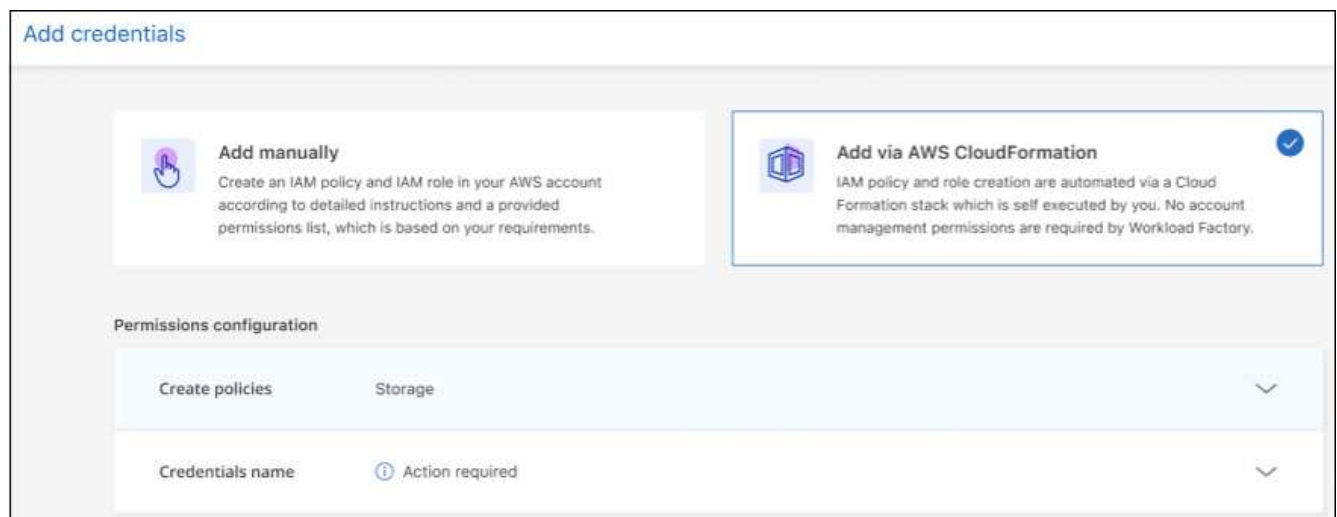 Add credentials
Add manually
Create an IAM policy and IAM role in your AWS account
according to detailed instructions and a provided
permissions list, which is based on your requirements.
Add via AWS CloudFormation
IAM policy and role creation are automated via a Cloud
Formation stack which is self executed by you. No account
management permissions are required by Workload Factory.
Permissions configuration
Create policies Storage
Credentials name Action required